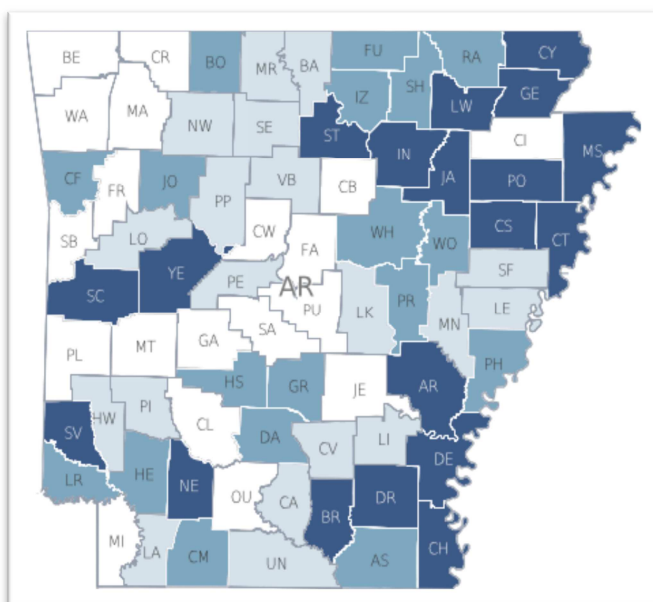 BE CR BO MR BA FU RA CY
WA MA NW SE IZ SH LW GE
ST IN CI MS
CF FR JO PP VB CB JA PO
SB LO CW FA WH WO CS CT
SC YE PE AR PU LK PR SF
MN LE
PL MT GA SA PH
HS GR JE AR
SV HW PI CL DA CV LI DE
LR HE NE OU CA BR DR
MI LA CM UN AS CH